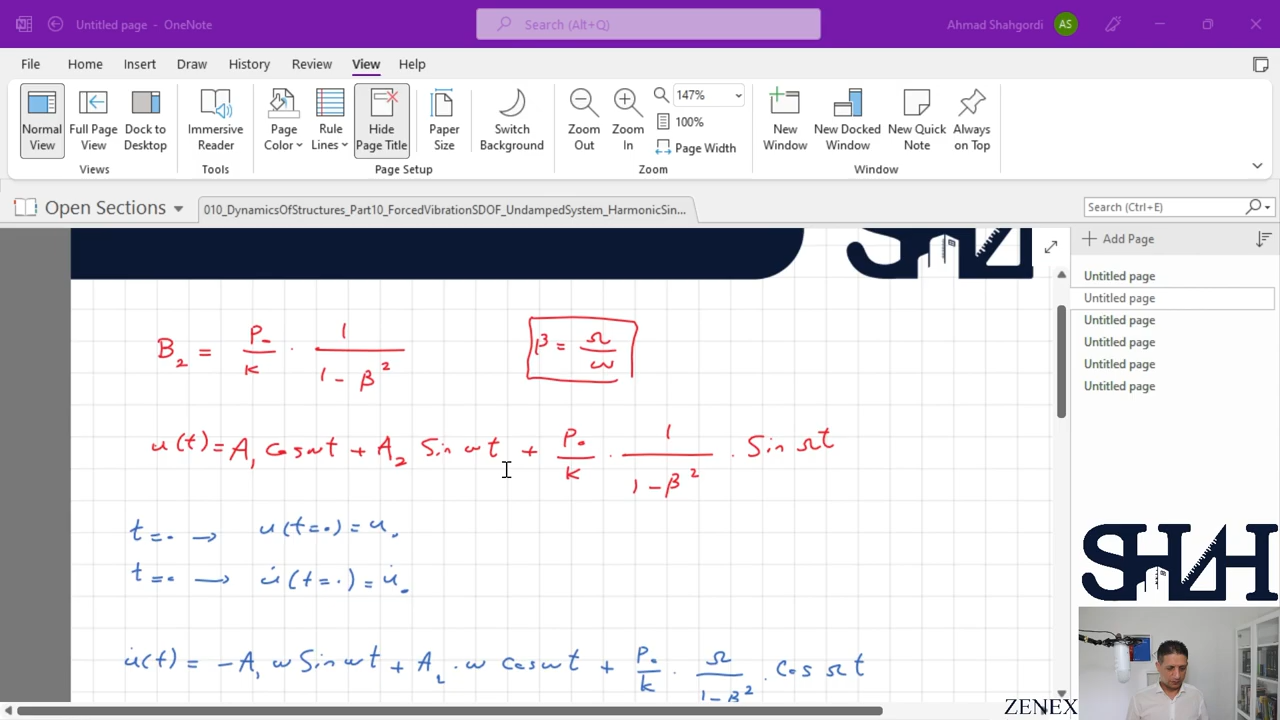 Untitled page - OneNote
Search (Alt+Q)
Ahmad Shahgordi AS
File Home Insert Draw History Review View Help
Normal View
Full Page View
Dock to Desktop
Immersive Reader
Page Color
Rule Lines
Hide Page Title
Paper Size
Switch Background
Zoom Out
Zoom In
147%
100%
Page Width
New Window
New Docked Window
New Quick Note
Always on Top
Views Tools Page Setup Zoom Window
Open Sections
010_DynamicsOfStructures_Part10_ForcedVibrationSDOF_UndampedSystem_HarmonicSin...
Search (Ctrl+E)
Add Page
Untitled page
Untitled page
Untitled page
Untitled page
Untitled page
Untitled page
B₂ = P₀/K · 1/(1 - β²)
β = Ω/ω
u(t) = A₁ cosωt + A₂ Sin ωt + P₀/K · 1/(1-β²) · Sin Ωt
t=0 → u(t=0) = u₀
t=0 → u̇(t=0) = u̇₀
u̇(t) = -A₁ ω Sin ωt + A₂ · ω cosωt + P₀/k · Ω/(1-β²) · Cos Ωt
SHZH
ZENEX